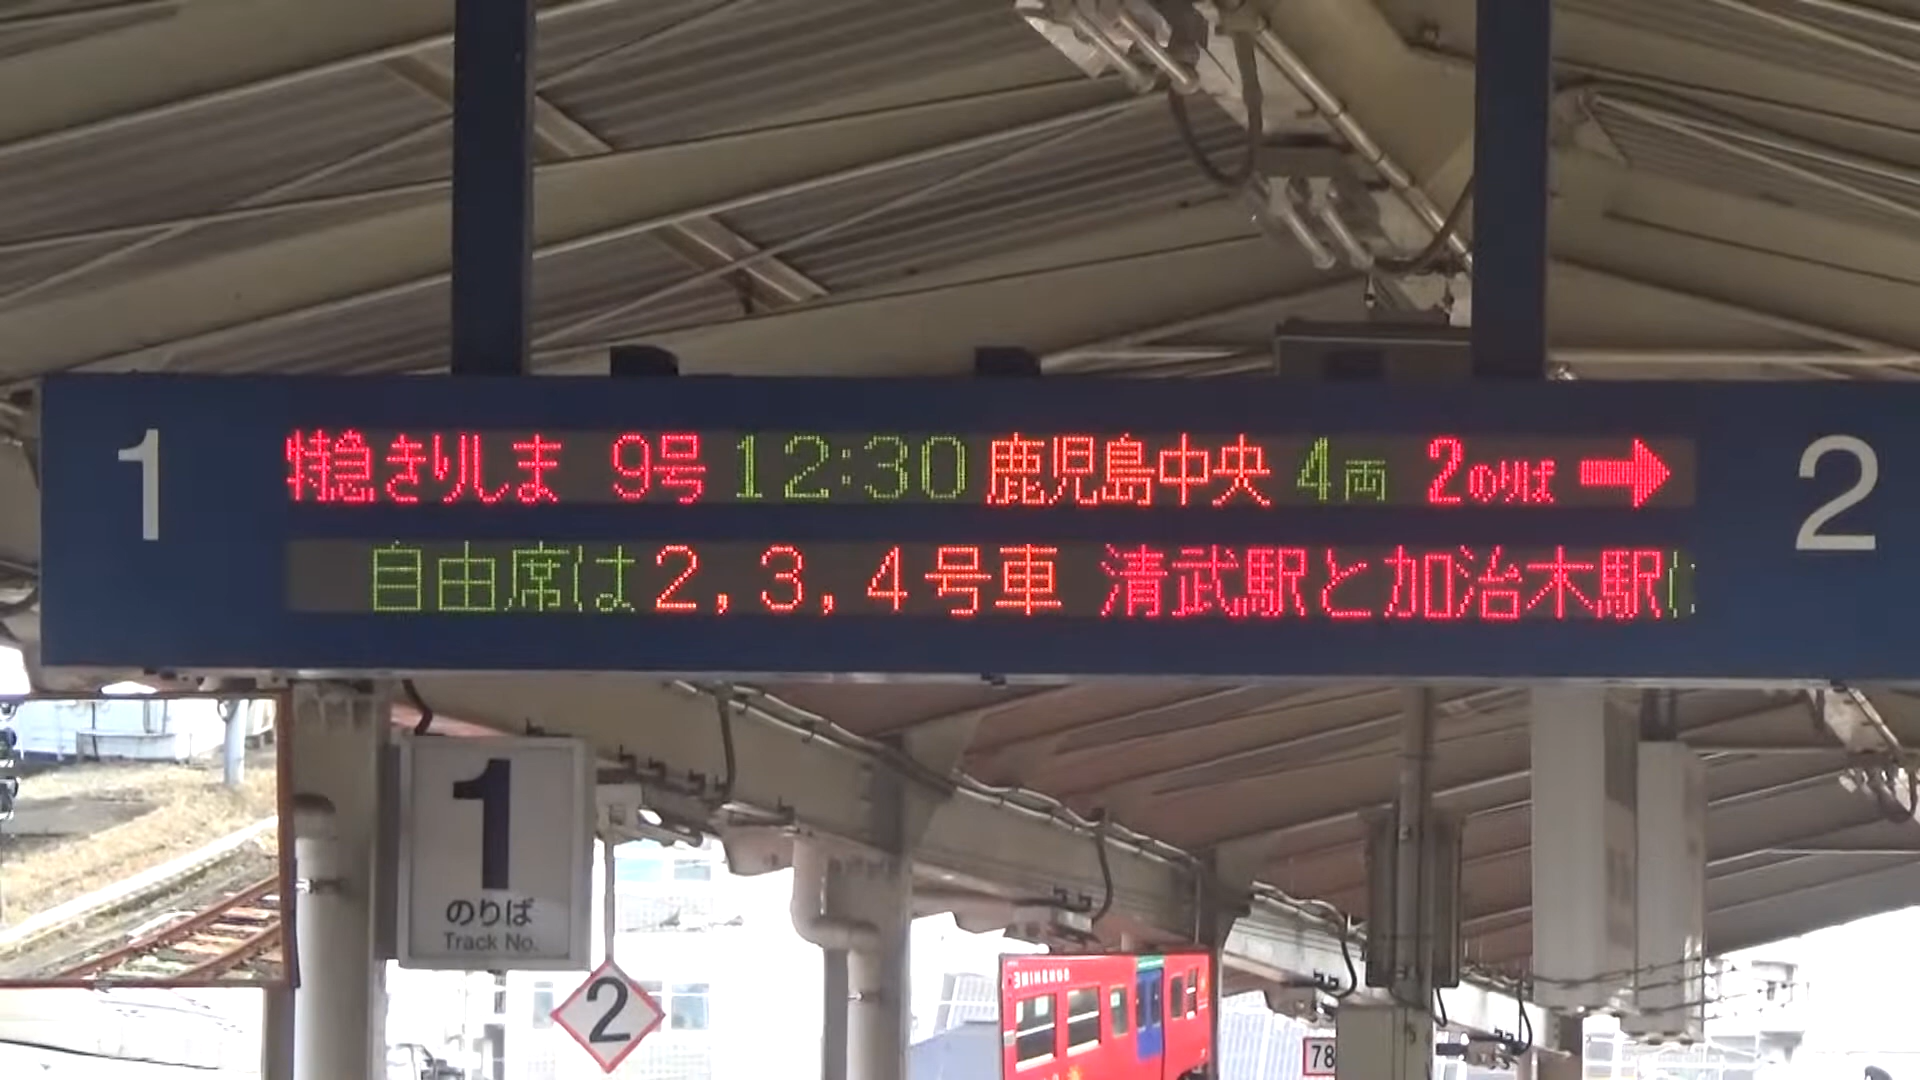 1
特急きりしま 9号 12:30 鹿児島中央 4両 2のりば ➡
2
自由席は2,3,4号車 清武駅と加治木駅に
1
のりば
Track No.
2
78